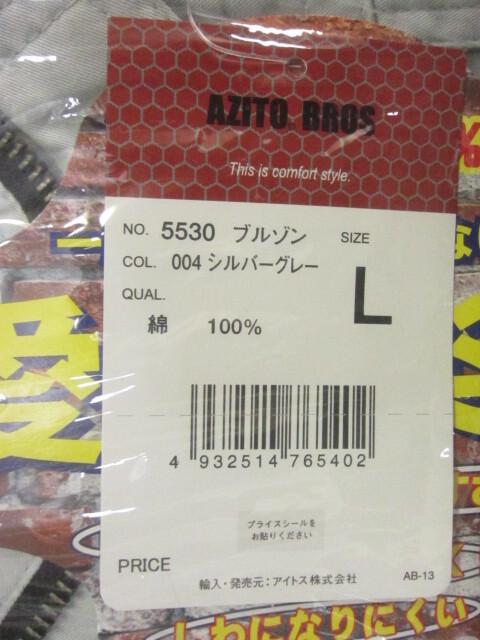 AZITO BROS
This is comfort style.
NO. 5530 ブルゾン SIZE
COL. 004 シルバーグレー L
QUAL.
綿 100%
4 932514 765402
プライスシールを
お貼りください
PRICE
輸入・発売元:アイトス株式会社 AB-13
しわになりにくい